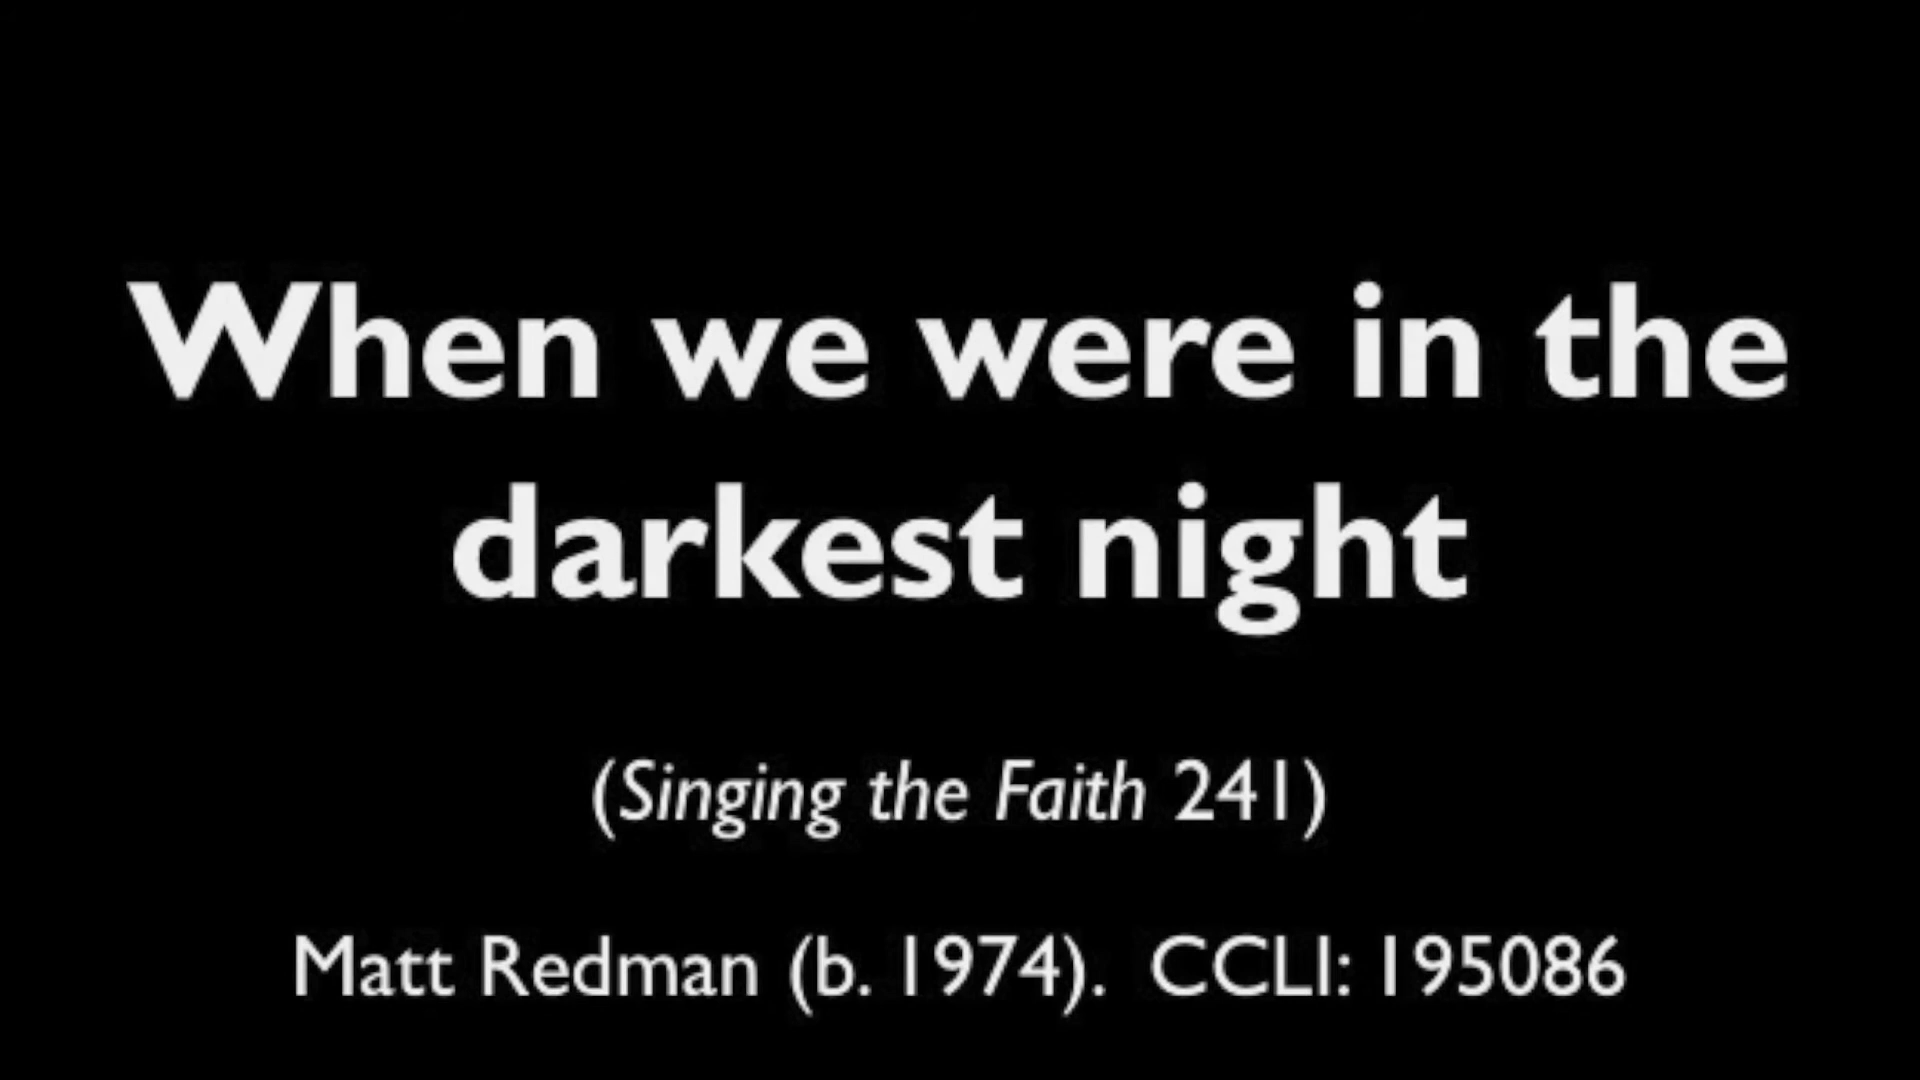 When we were in the
darkest night
(Singing the Faith 241)
Matt Redman (b. 1974).  CCLI: 195086